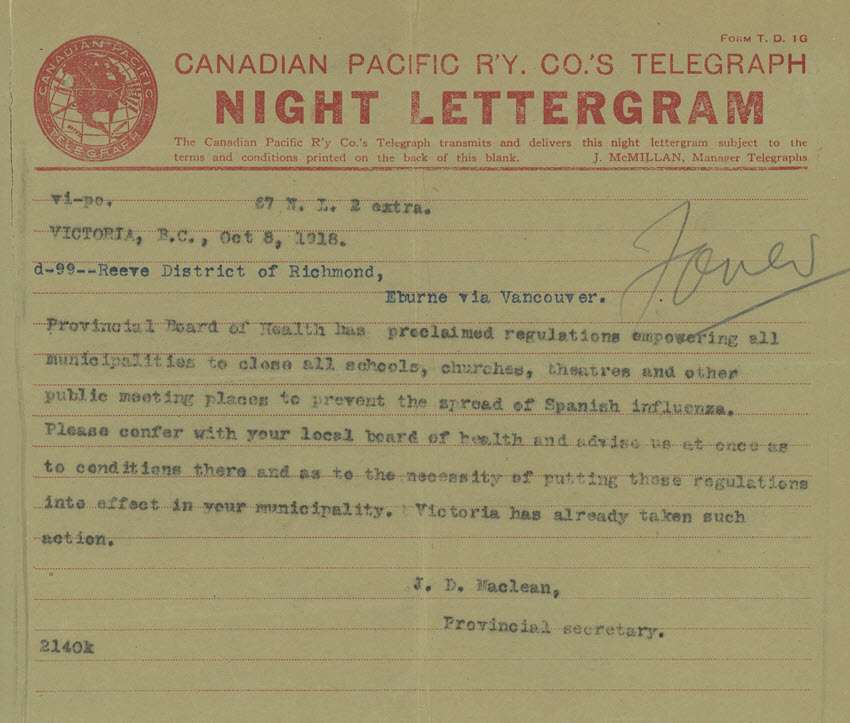 FORM T. D. 1G
CANADIAN PACIFIC
TELEGRAPH
CANADIAN PACIFIC R'Y. CO.'S TELEGRAPH
NIGHT LETTERGRAM
The Canadian Pacific R'y Co.'s Telegraph transmits and delivers this night lettergram subject to the
terms and conditions printed on the back of this blank. J. McMILLAN, Manager Telegraphs
vi-po. 67 N. L. 2 extra.
VICTORIA, B.C., Oct 8, 1918.
d-99--Reeve District of Richmond,
Eburne via Vancouver.
Provincial Board of Health has proclaimed regulations empowering all
municipalities to close all schools, churches, theatres and other
public meeting places to prevent the spread of Spanish influenza.
Please confer with your local board of health and advise us at once as
to conditions there and as to the necessity of putting these regulations
into effect in your municipality. Victoria has already taken such
action.
J. D. Maclean,
Provincial secretary.
2140k